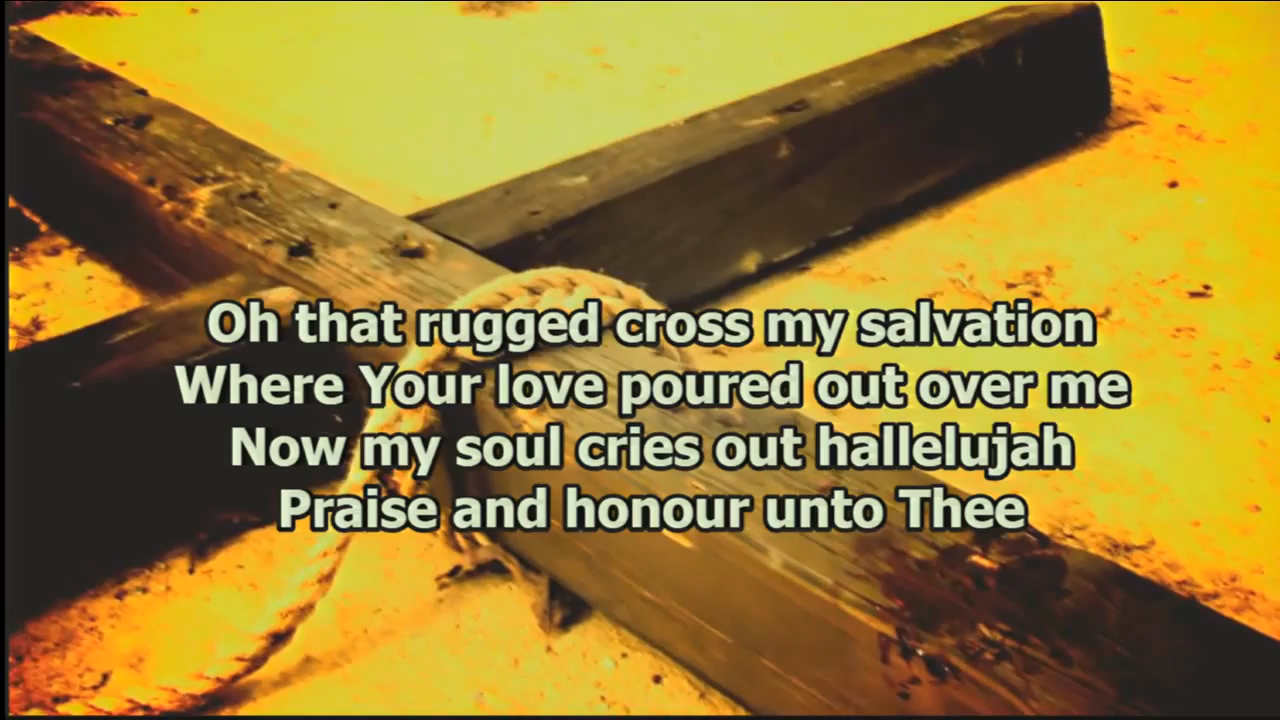 Oh that rugged cross my salvation
Where Your love poured out over me
Now my soul cries out hallelujah
Praise and honour unto Thee